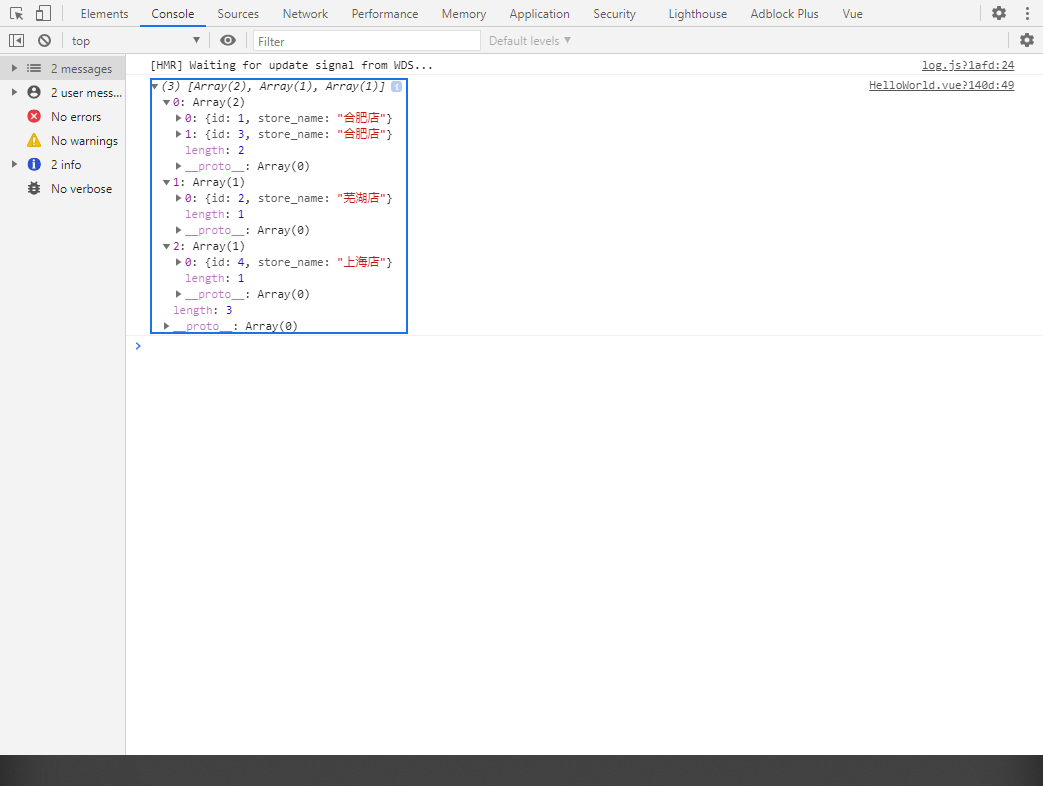 Elements Console Sources Network Performance Memory Application Security Lighthouse Adblock Plus Vue
top Filter Default levels
2 messages
2 user mess...
No errors
No warnings
2 info
No verbose
[HMR] Waiting for update signal from WDS... log.js?1afd:24
(3) [Array(2), Array(1), Array(1)] i HelloWorld.vue?140d:49
0: Array(2)
0: {id: 1, store_name: "合肥店"}
1: {id: 3, store_name: "合肥店"}
length: 2
__proto__: Array(0)
1: Array(1)
0: {id: 2, store_name: "芜湖店"}
length: 1
__proto__: Array(0)
2: Array(1)
0: {id: 4, store_name: "上海店"}
length: 1
__proto__: Array(0)
length: 3
__proto__: Array(0)